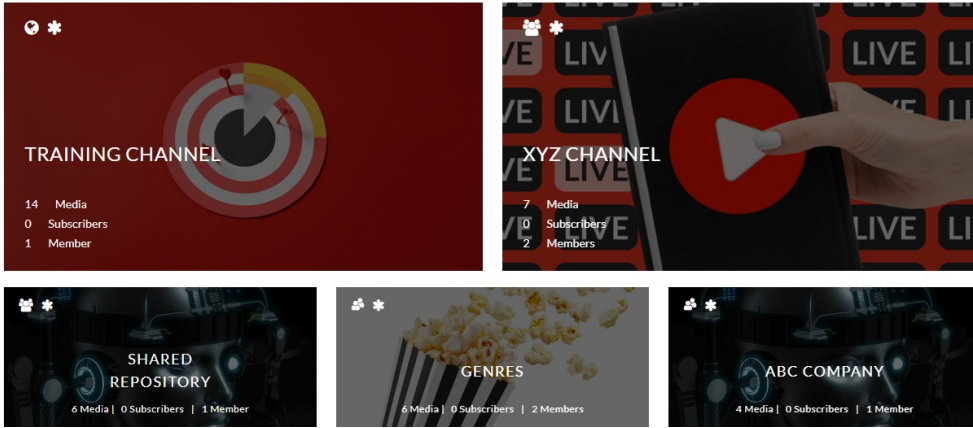 TRAINING CHANNEL
14 Media
0 Subscribers
1 Member
LIVE
LIVE
LIVE
LIVE
LIVE
XYZ CHANNEL
7 Media
0 Subscribers
2 Members
SHARED
REPOSITORY
6 Media | 0 Subscribers | 1 Member
GENRES
6 Media | 0 Subscribers | 2 Members
ABC COMPANY
4 Media | 0 Subscribers | 1 Member